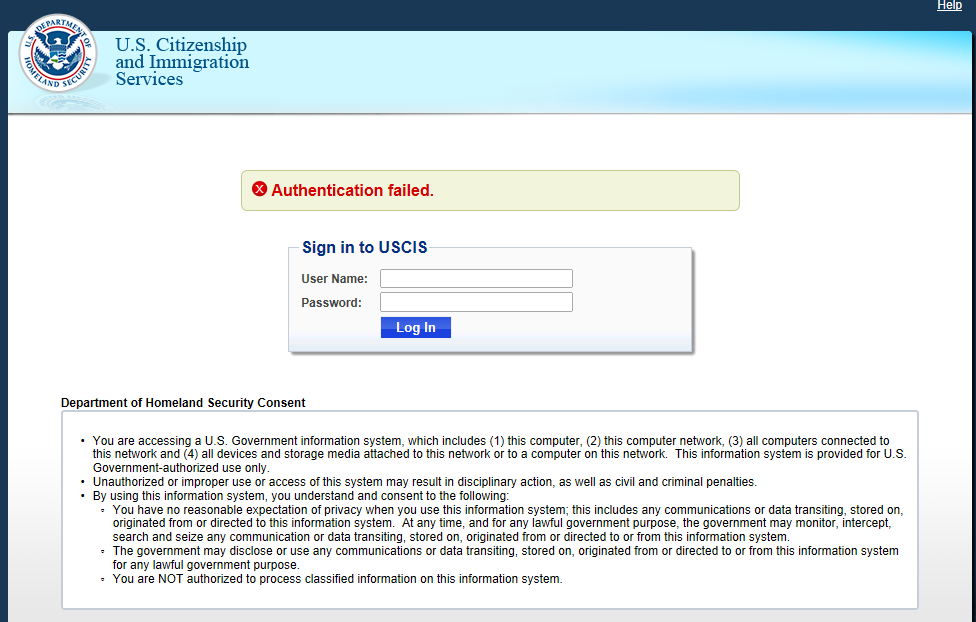 Help
U.S. DEPARTMENT OF HOMELAND SECURITY
U.S. Citizenship
and Immigration
Services
Authentication failed.
Sign in to USCIS
User Name:
Password:
Log In
Department of Homeland Security Consent
• You are accessing a U.S. Government information system, which includes (1) this computer, (2) this computer network, (3) all computers connected to
this network and (4) all devices and storage media attached to this network or to a computer on this network.  This information system is provided for U.S.
Government-authorized use only.
• Unauthorized or improper use or access of this system may result in disciplinary action, as well as civil and criminal penalties.
• By using this information system, you understand and consent to the following:
◦ You have no reasonable expectation of privacy when you use this information system; this includes any communications or data transiting, stored on,
originated from or directed to this information system.  At any time, and for any lawful government purpose, the government may monitor, intercept,
search and seize any communication or data transiting, stored on, originated from or directed to or from this information system.
◦ The government may disclose or use any communications or data transiting, stored on, originated from or directed to or from this information system
for any lawful government purpose.
◦ You are NOT authorized to process classified information on this information system.